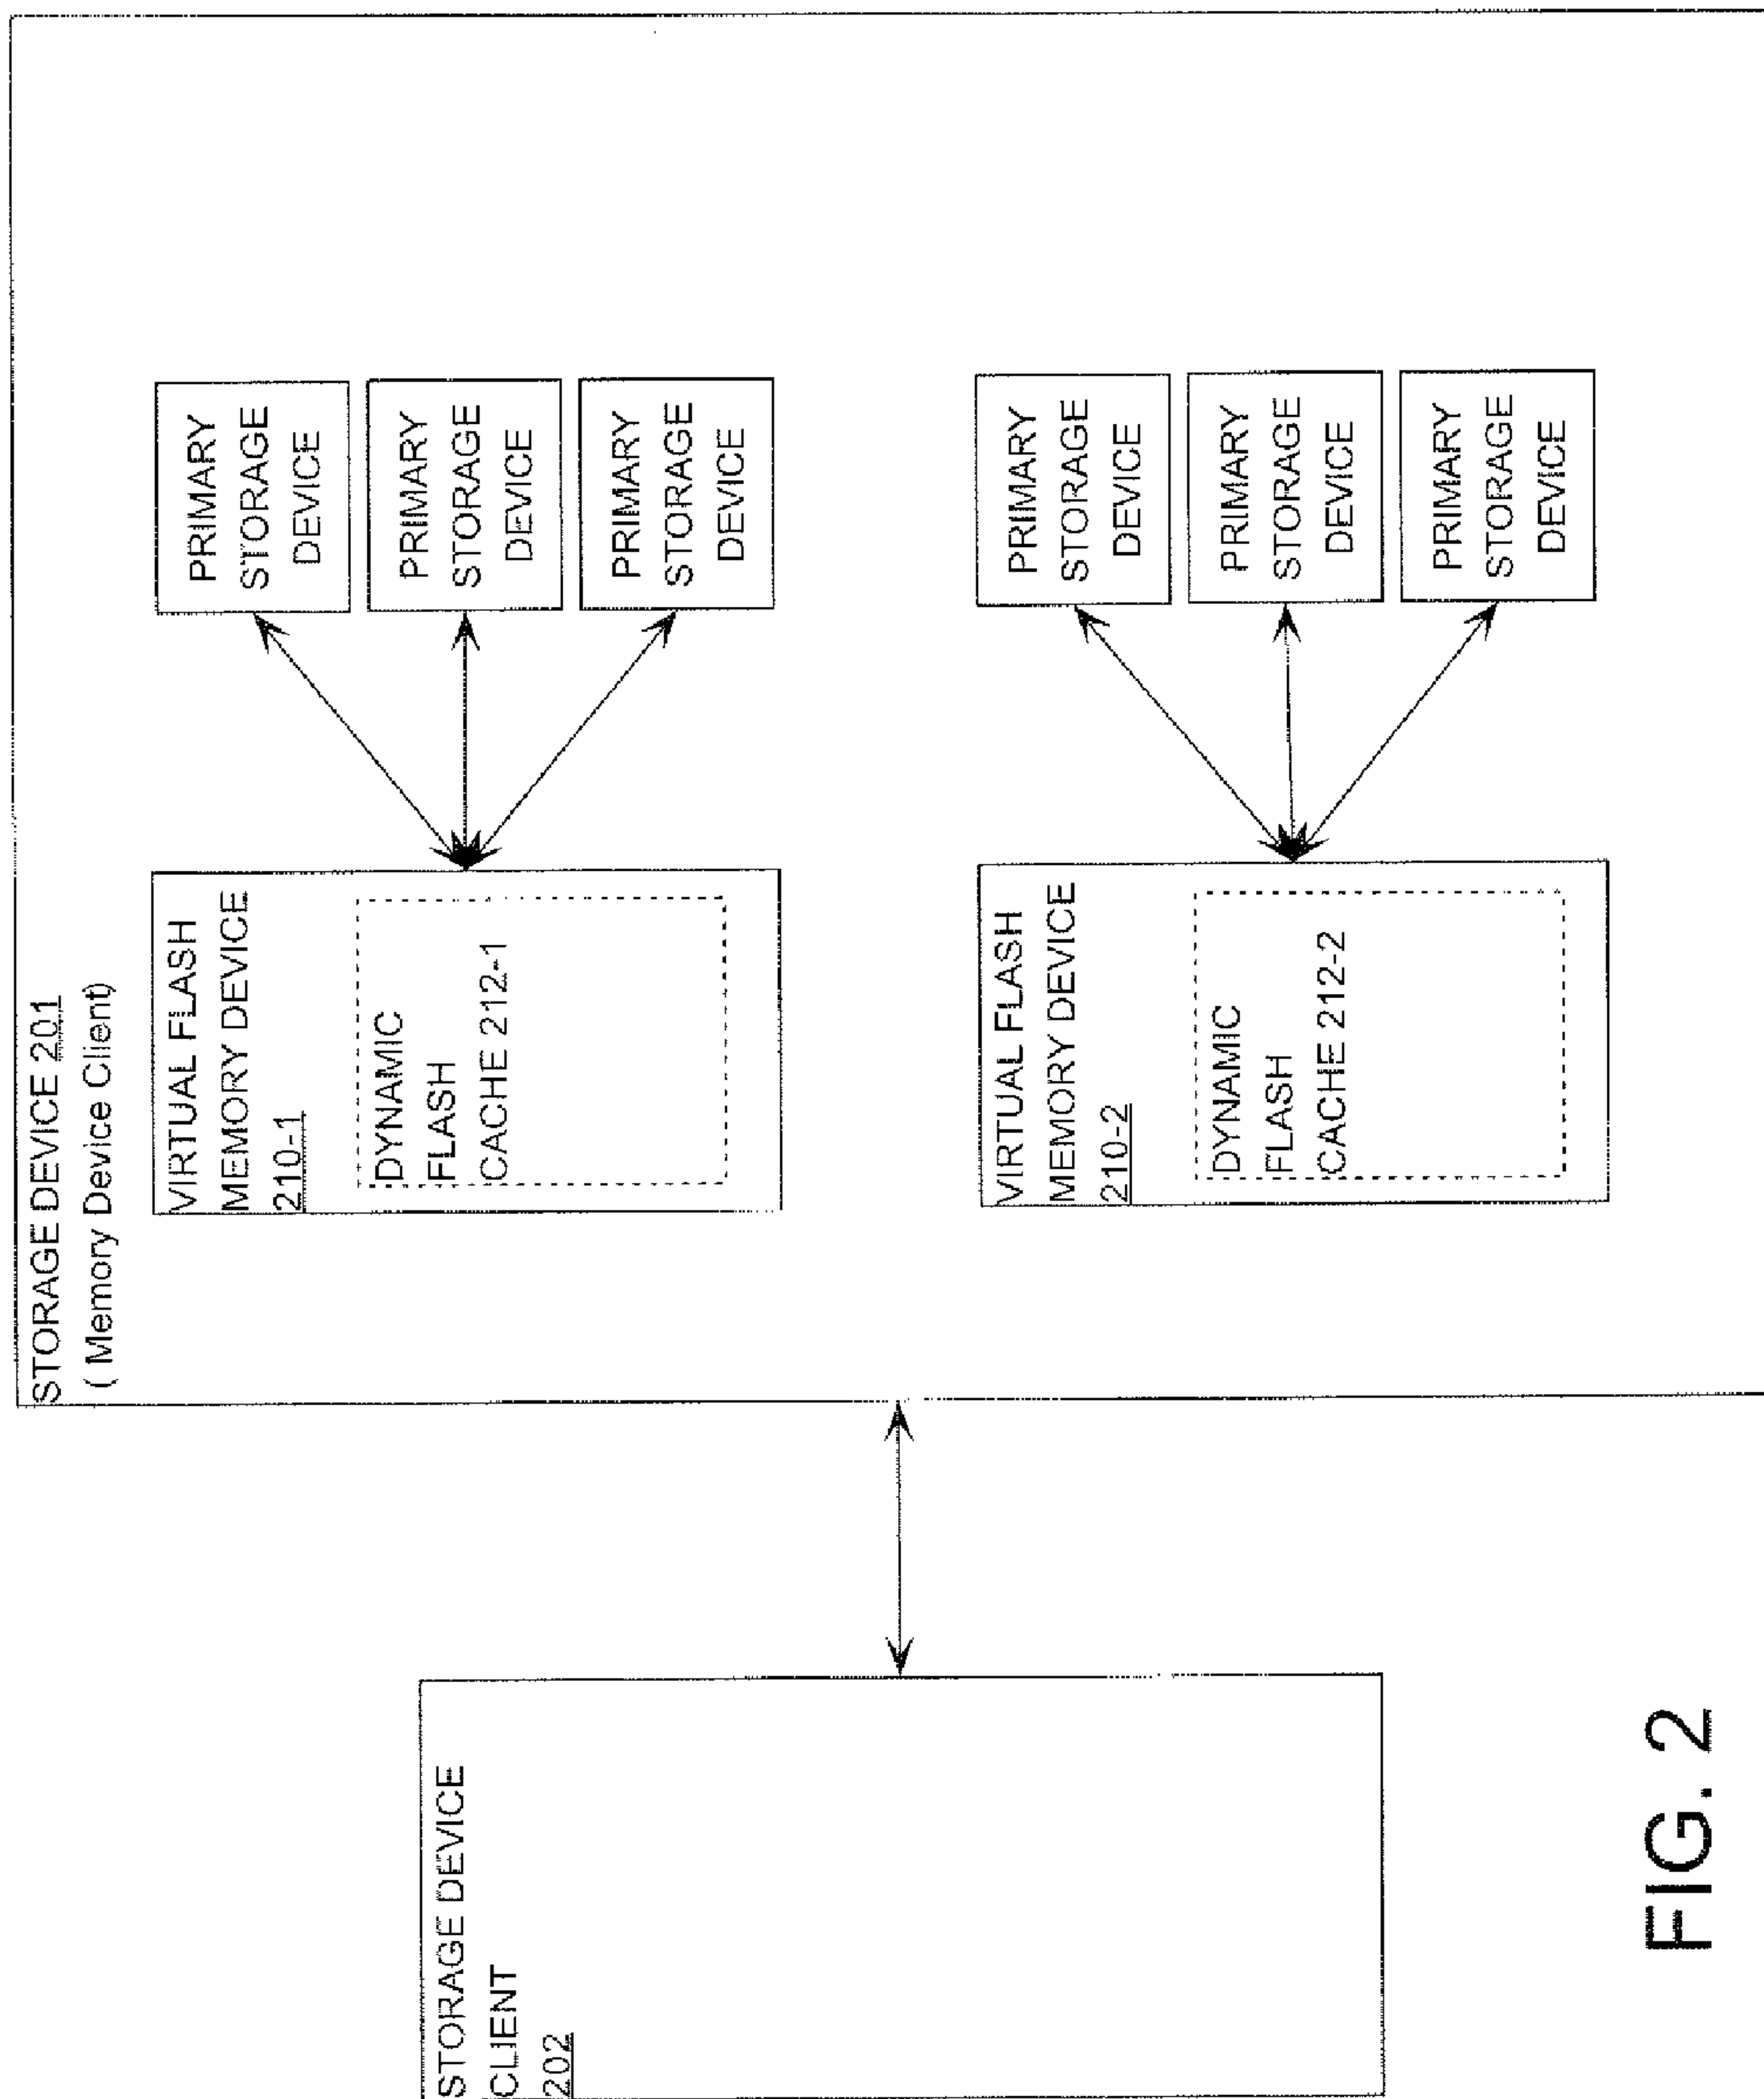 STORAGE DEVICE
CLIENT
202
STORAGE DEVICE 201
( Memory Device Client)
VIRTUAL FLASH
MEMORY DEVICE
210-1
DYNAMIC
FLASH
CACHE 212-1
PRIMARY
STORAGE
DEVICE
PRIMARY
STORAGE
DEVICE
PRIMARY
STORAGE
DEVICE
VIRTUAL FLASH
MEMORY DEVICE
210-2
DYNAMIC
FLASH
CACHE 212-2
PRIMARY
STORAGE
DEVICE
PRIMARY
STORAGE
DEVICE
PRIMARY
STORAGE
DEVICE
FIG. 2